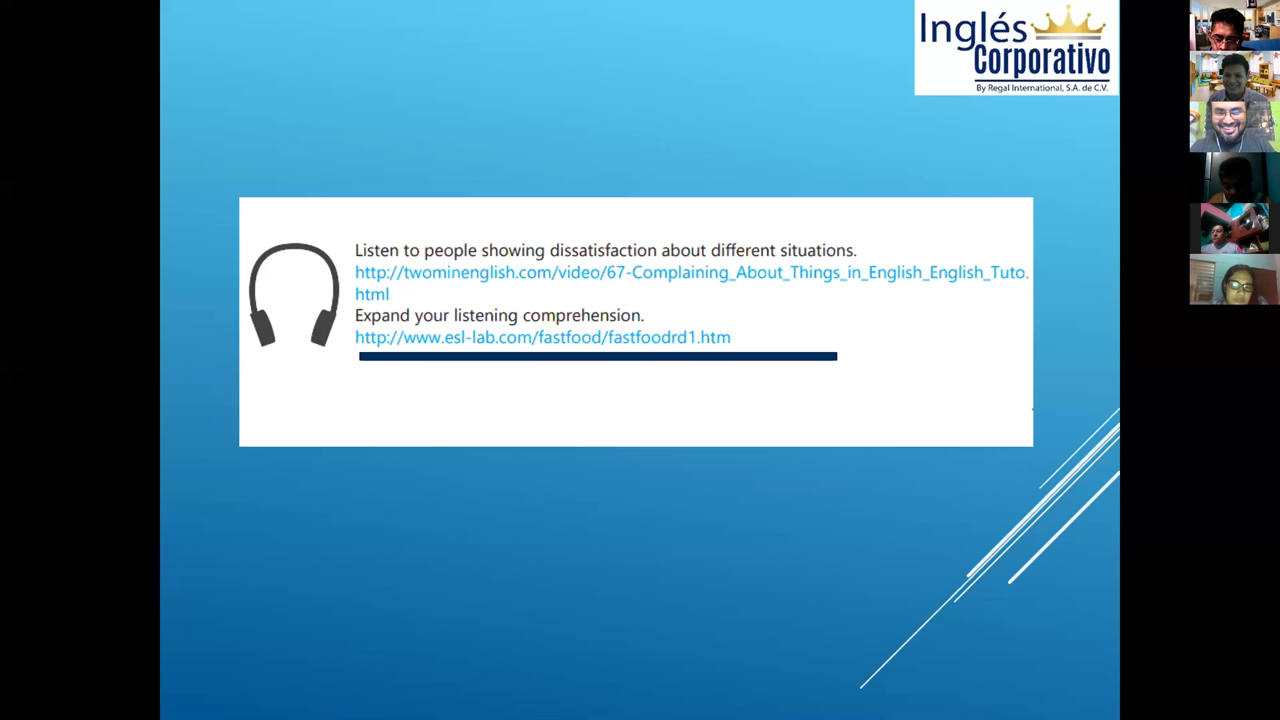 Inglés
Corporativo
By Regal International, S.A. de C.V.
Listen to people showing dissatisfaction about different situations.
http://twominenglish.com/video/67-Complaining_About_Things_in_English_English_Tuto.
html
Expand your listening comprehension.
http://www.esl-lab.com/fastfood/fastfoodrd1.htm